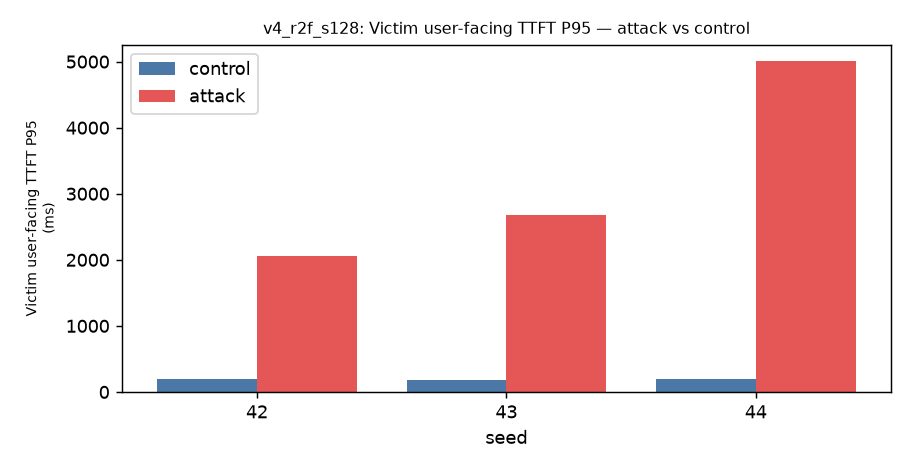 v4_r2f_s128: Victim user-facing TTFT P95 — attack vs control
control
attack
Victim user-facing TTFT P95
(ms)
5000
4000
3000
2000
1000
0
42 43 44
seed